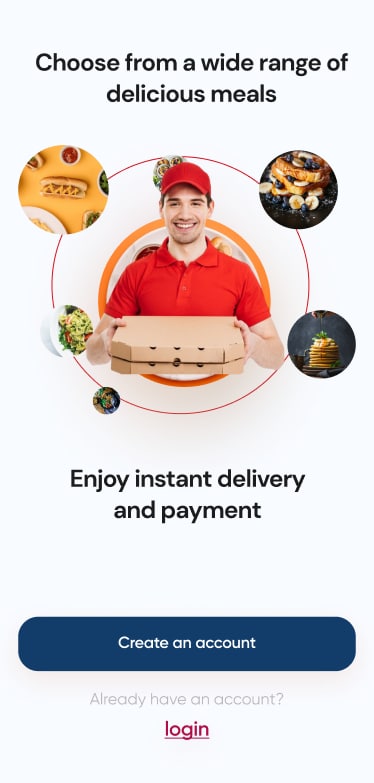 Choose from a wide range of
delicious meals
Enjoy instant delivery
and payment
Create an account
Already have an account?
login